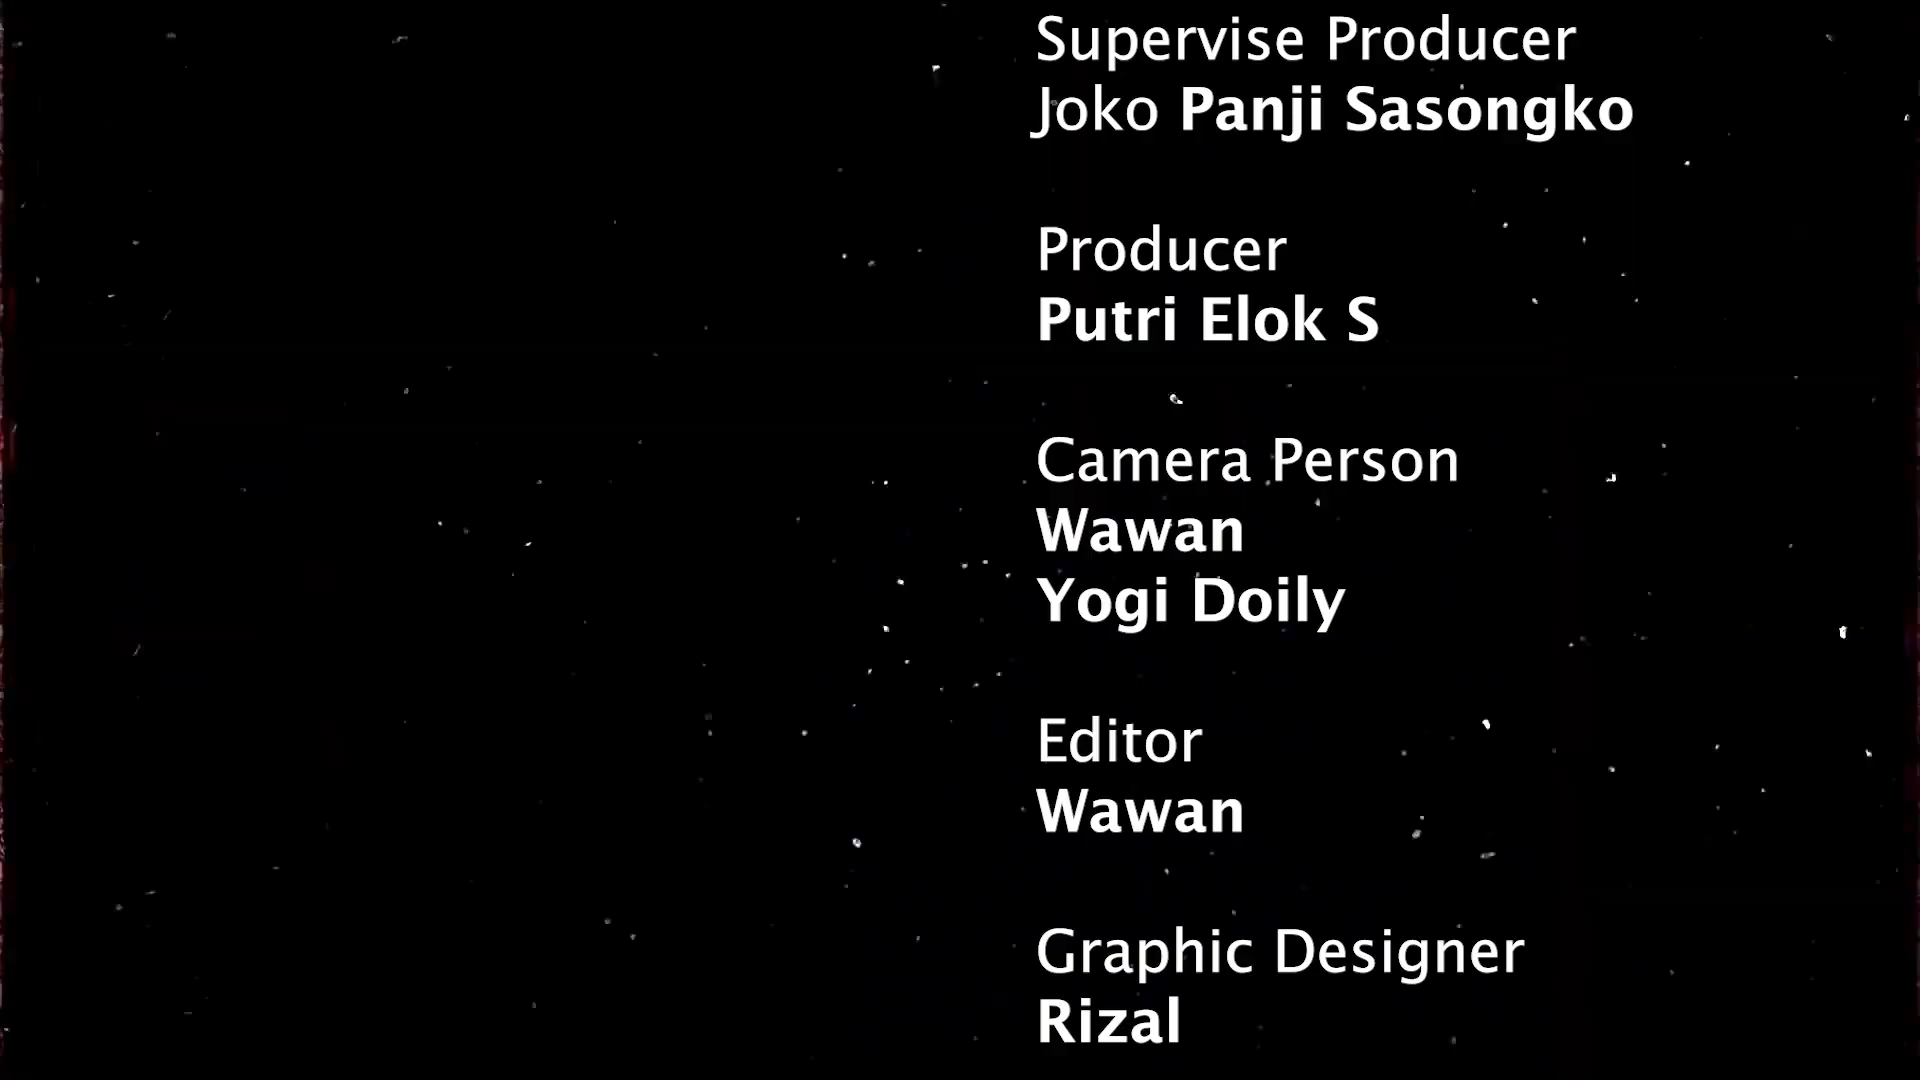 Supervise Producer
Joko Panji Sasongko
Producer
Putri Elok S
Camera Person
Wawan
Yogi Doily
Editor
Wawan
Graphic Designer
Rizal